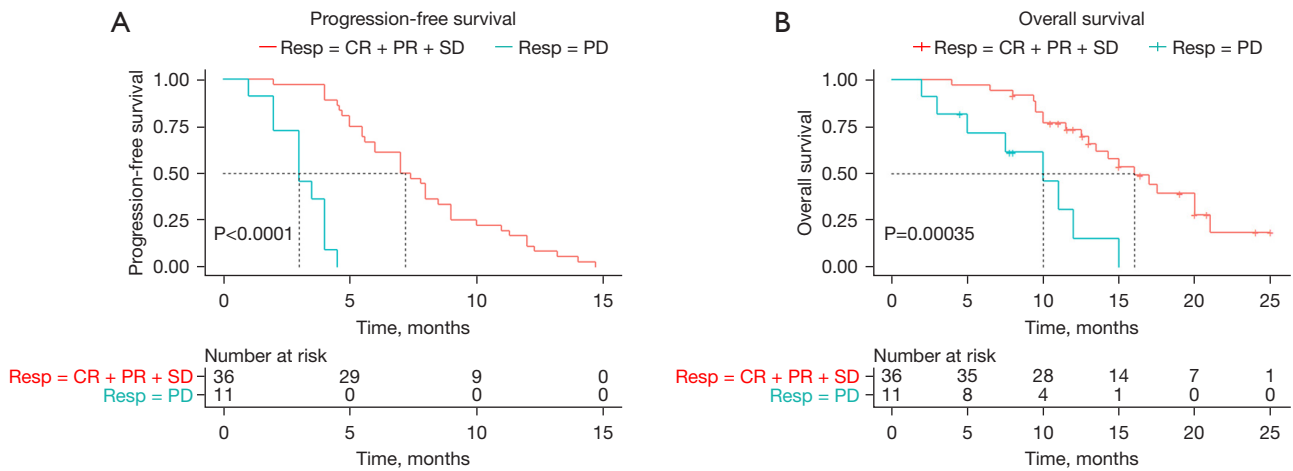 A
Progression-free survival
Resp = CR + PR + SD Resp = PD
Progression-free survival
1.00
0.75
0.50
0.25
0.00
P<0.0001
0 5 10 15
Time, months
Number at risk
Resp = CR + PR + SD 36 29 9 0
Resp = PD 11 0 0 0
0 5 10 15
Time, months
B
Overall survival
Resp = CR + PR + SD Resp = PD
Overall survival
1.00
0.75
0.50
0.25
0.00
P=0.00035
0 5 10 15 20 25
Time, months
Number at risk
Resp = CR + PR + SD 36 35 28 14 7 1
Resp = PD 11 8 4 1 0 0
0 5 10 15 20 25
Time, months